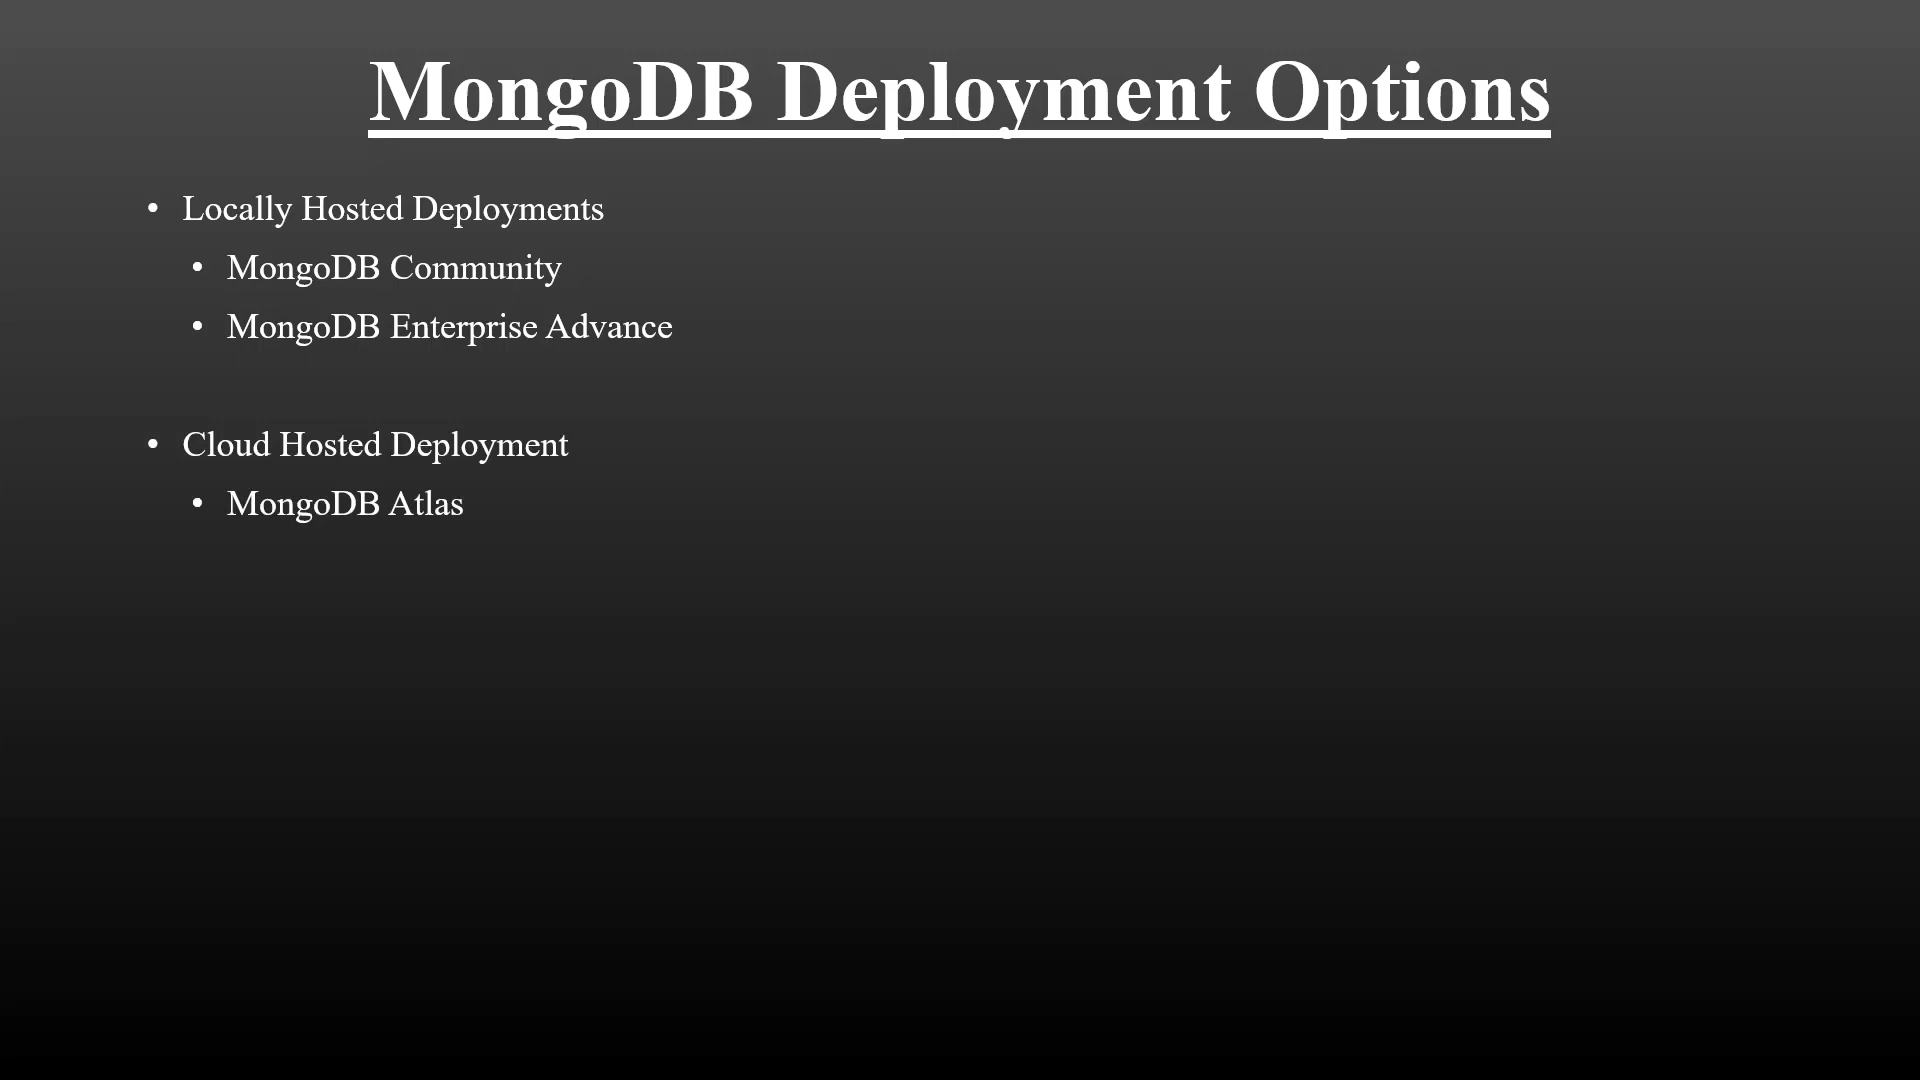 MongoDB Deployment Options
• Locally Hosted Deployments
• MongoDB Community
• MongoDB Enterprise Advance
• Cloud Hosted Deployment
• MongoDB Atlas